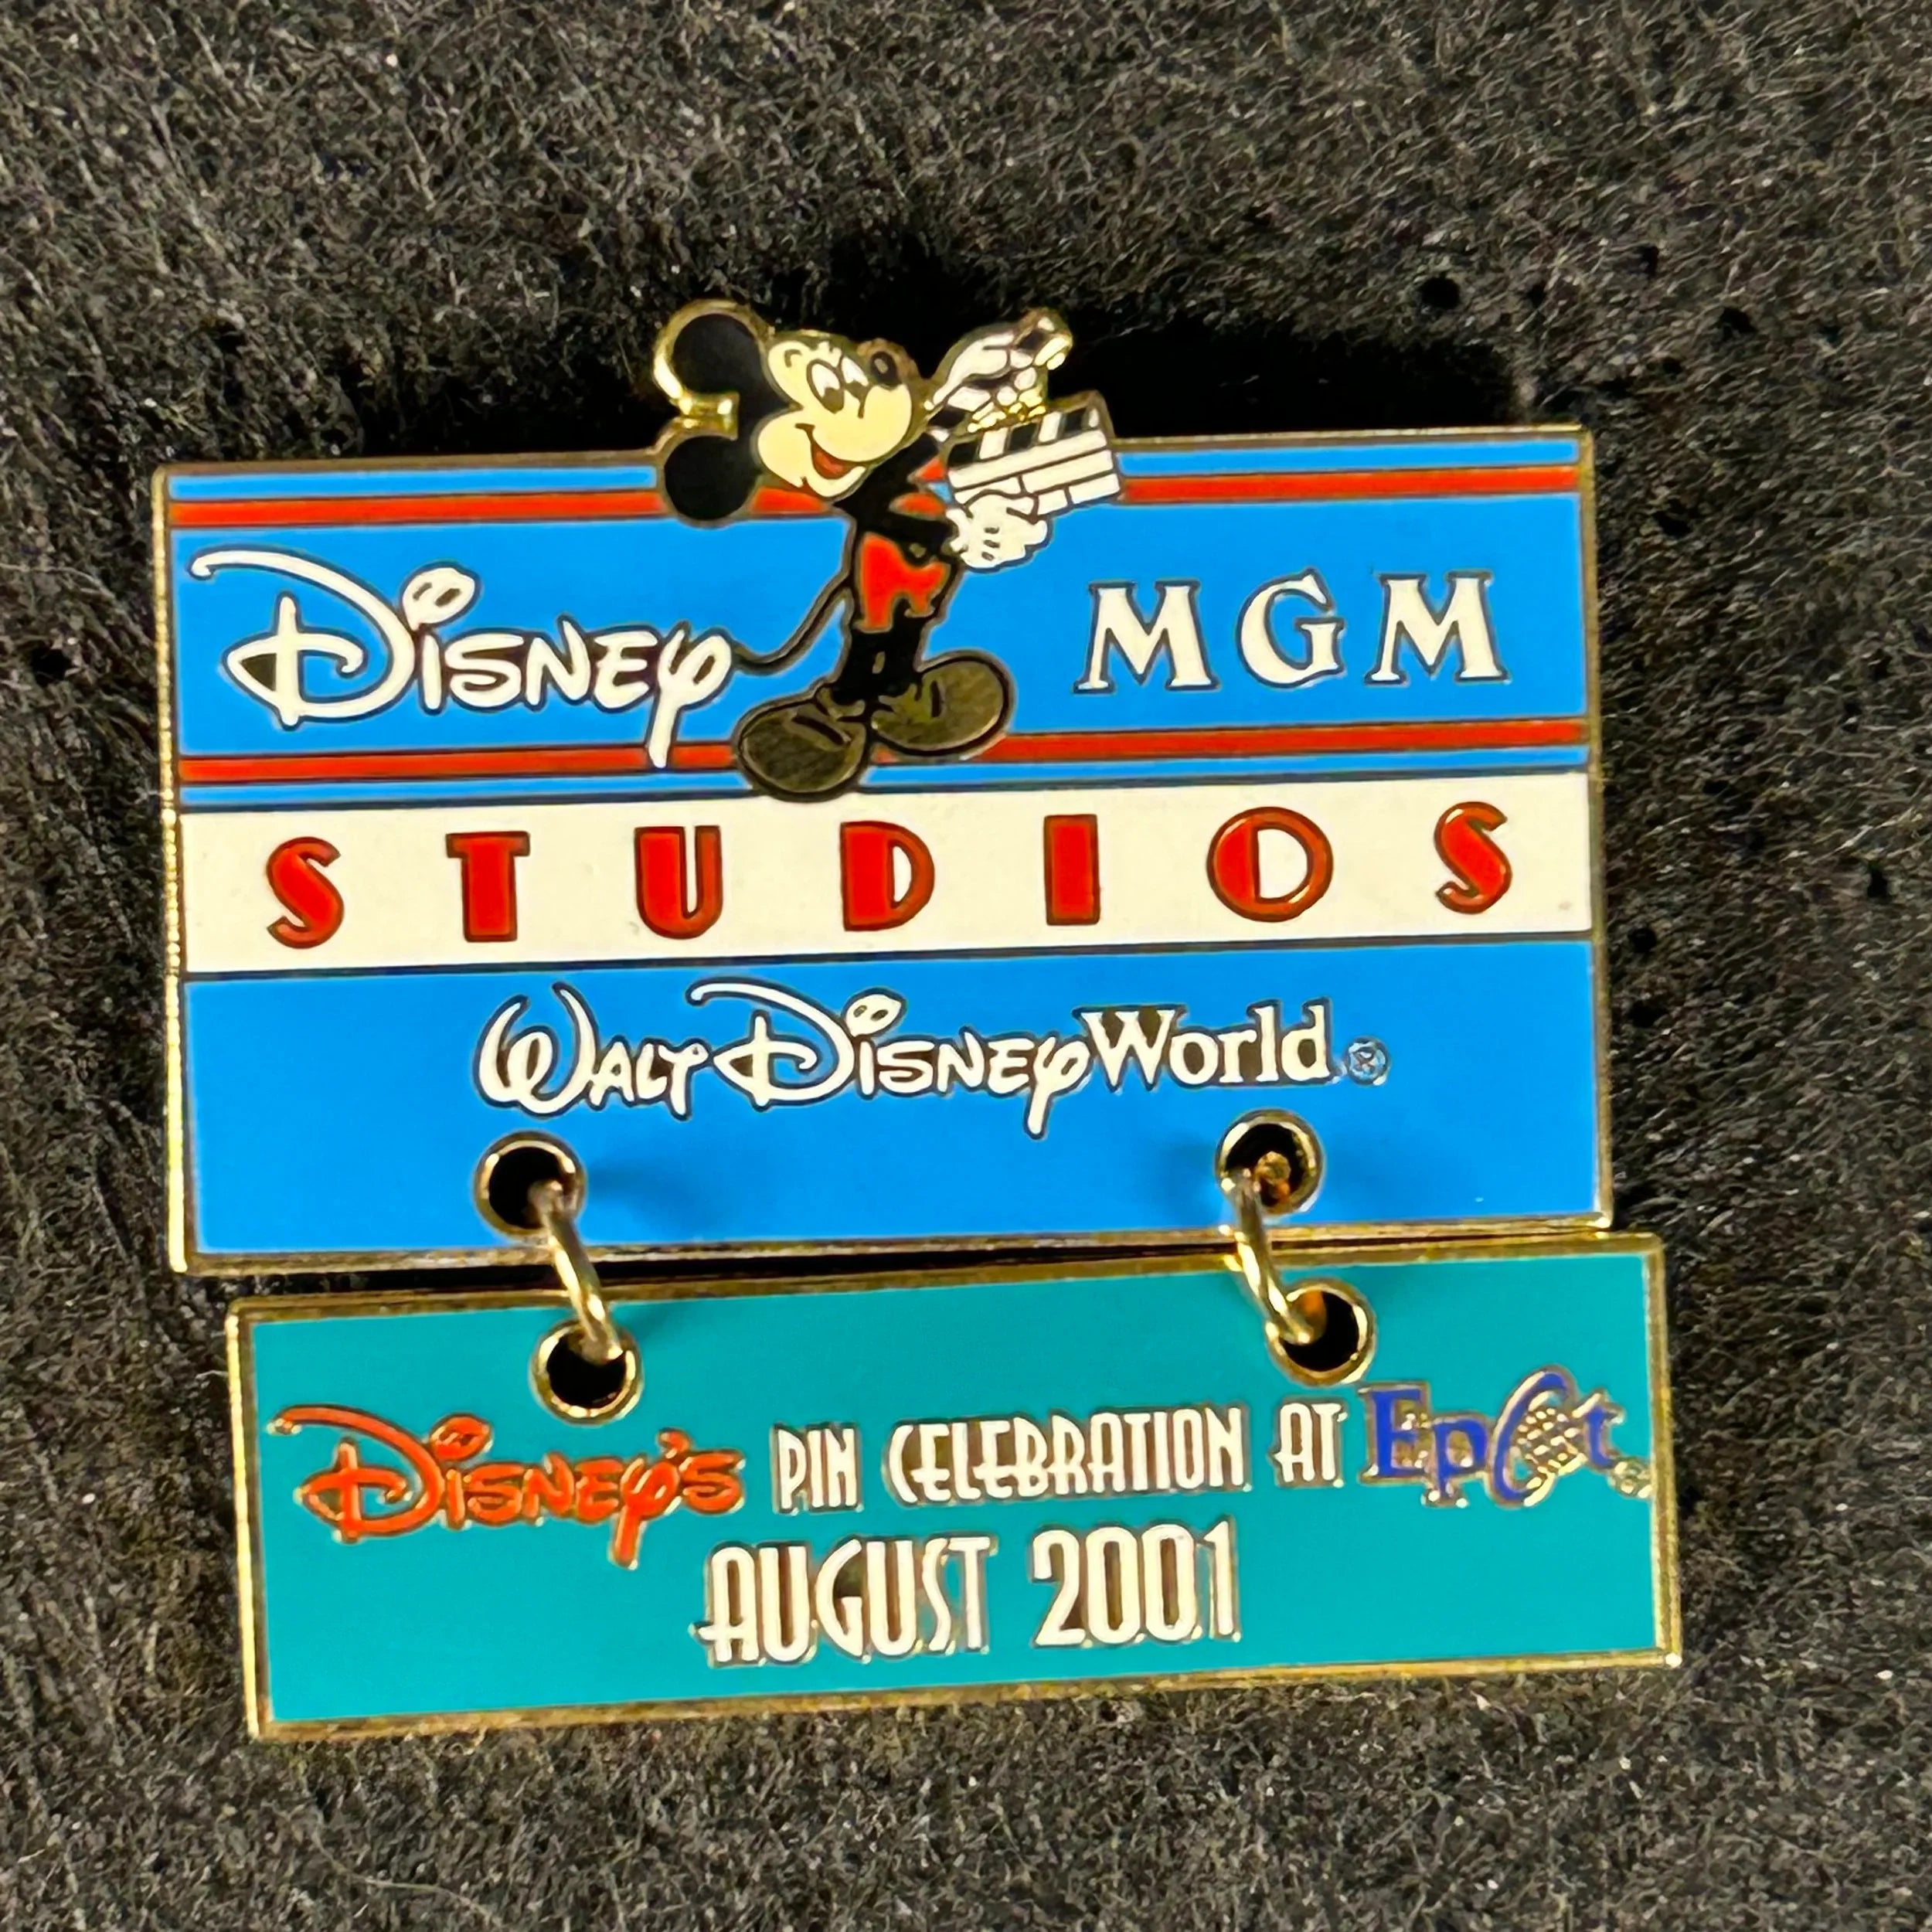 Disney MGM
STUDIOS
Walt Disney World®
Disney's PIN CELEBRATION AT Epcot®
AUGUST 2001